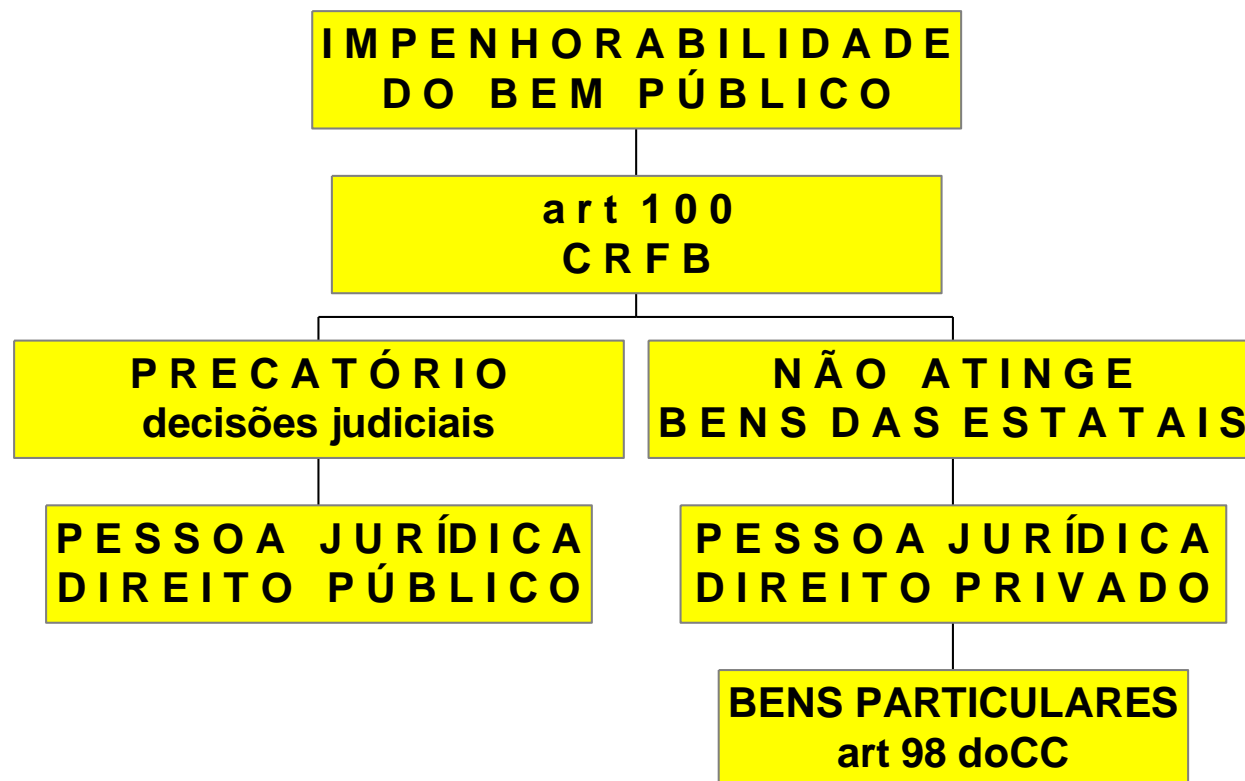 IMPENHORABILIDADE
DO BEM PÚBLICO
art 100
CRFB
PRECATÓRIO
decisões judiciais
NÃO ATINGE
BENS DAS ESTATAIS
PESSOA JURÍDICA
DIREITO PÚBLICO
PESSOA JURÍDICA
DIREITO PRIVADO
BENS PARTICULARES
art 98 doCC